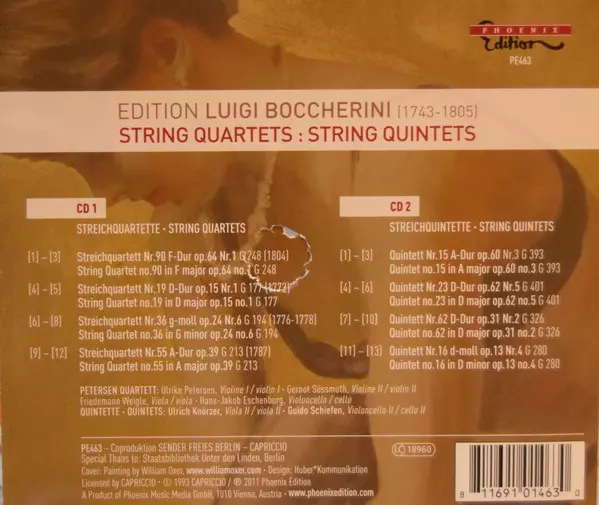 PHOENIX
Edition
PE463
EDITION LUIGI BOCCHERINI (1743-1805)
STRING QUARTETS : STRING QUINTETS
CD 1
STREICHQUARTETTE - STRING QUARTETS
[1] – [3] Streichquartett Nr.90 F-Dur op.64 Nr.1 G 248 (1804)
String Quartet no.90 in F major op.64 no.1 G 248
[4] – [5] Streichquartett Nr.19 D-Dur op.15 Nr.1 G 177 (1772)
String Quartet no.19 in D major op.15 no.1 G 177
[6] – [8] Streichquartett Nr.36 g-moll op.24 Nr.6 G 194 (1776-1778)
String Quartet no.36 in G minor op.24 no.6 G 194
[9] – [12] Streichquartett Nr.55 A-Dur op.39 G 213 (1787)
String Quartet no.55 in A major op.39 G 213
CD 2
STREICHQUINTETTE - STRING QUINTETS
[1] – [3] Quintett Nr.15 A-Dur op.60 Nr.3 G 393
Quintet no.15 in A major op.60 no.3 G 393
[4] – [6] Quintett Nr.23 D-Dur op.62 Nr.5 G 401
Quintet no.23 in D major op.62 no.5 G 401
[7] – [10] Quintett Nr.62 D-Dur op.31 Nr.2 G 326
Quintet no.62 in D major op.31 no.2 G 326
[11] – [13] Quintett Nr.16 d-moll op.13 Nr.4 G 280
Quintet no.16 in D minor op.13 no.4 G 280
PETERSEN QUARTETT: Ulrike Petersen, Violine I / violin I - Gernot Süssmuth, Violine II / violin II
Friedemann Weigle, Viola / viola - Hans-Jakob Eschenburg, Violoncello / cello
QUINTETTE - QUINTETS: Ulrich Knörzer, Viola II / viola II - Guido Schiefen, Violoncello II / cello II
PE463 - Coproduktion SENDER FREIES BERLIN – CAPRICCIO
Special Thans to: Staatsbibliothek Unter den Linden, Berlin
Cover: Painting by William Oxer, www.williamoxer.com - Design: Huber*Kommunikation
Licensed by CAPRICCIO - © 1993 CAPRICCIO / ℗ 2011 Phoenix Edition
A Product of Phoenix Music Media GmbH, 1010 Vienna, Austria - www.phoenixedition.com
LC 18960
8 11691 01463 0